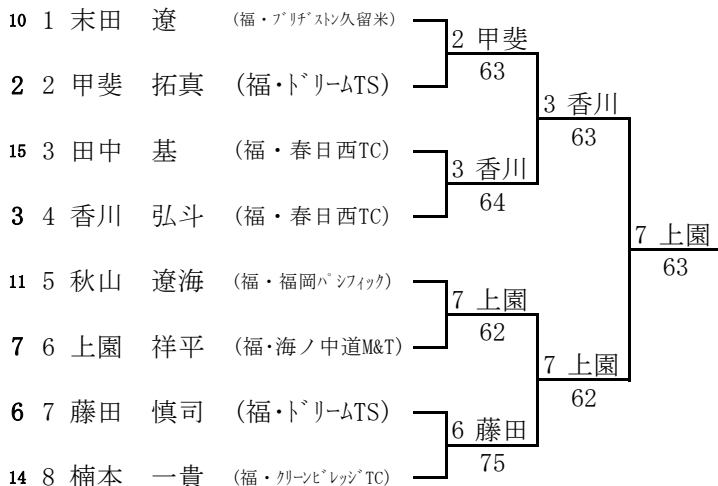 10 1 末田 遼 (福・ブリヂストン久留米)
2 甲斐
63
2 2 甲斐 拓真 (福・ドリームTS)
3 香川
63
15 3 田中 基 (福・春日西TC)
3 香川
64
3 4 香川 弘斗 (福・春日西TC)
7 上園
63
11 5 秋山 遼海 (福・福岡パシフィック)
7 上園
62
7 6 上園 祥平 (福・海ノ中道M&T)
7 上園
62
6 7 藤田 慎司 (福・ドリームTS)
6 藤田
75
14 8 楠本 一貴 (福・グリーンビレッジTC)